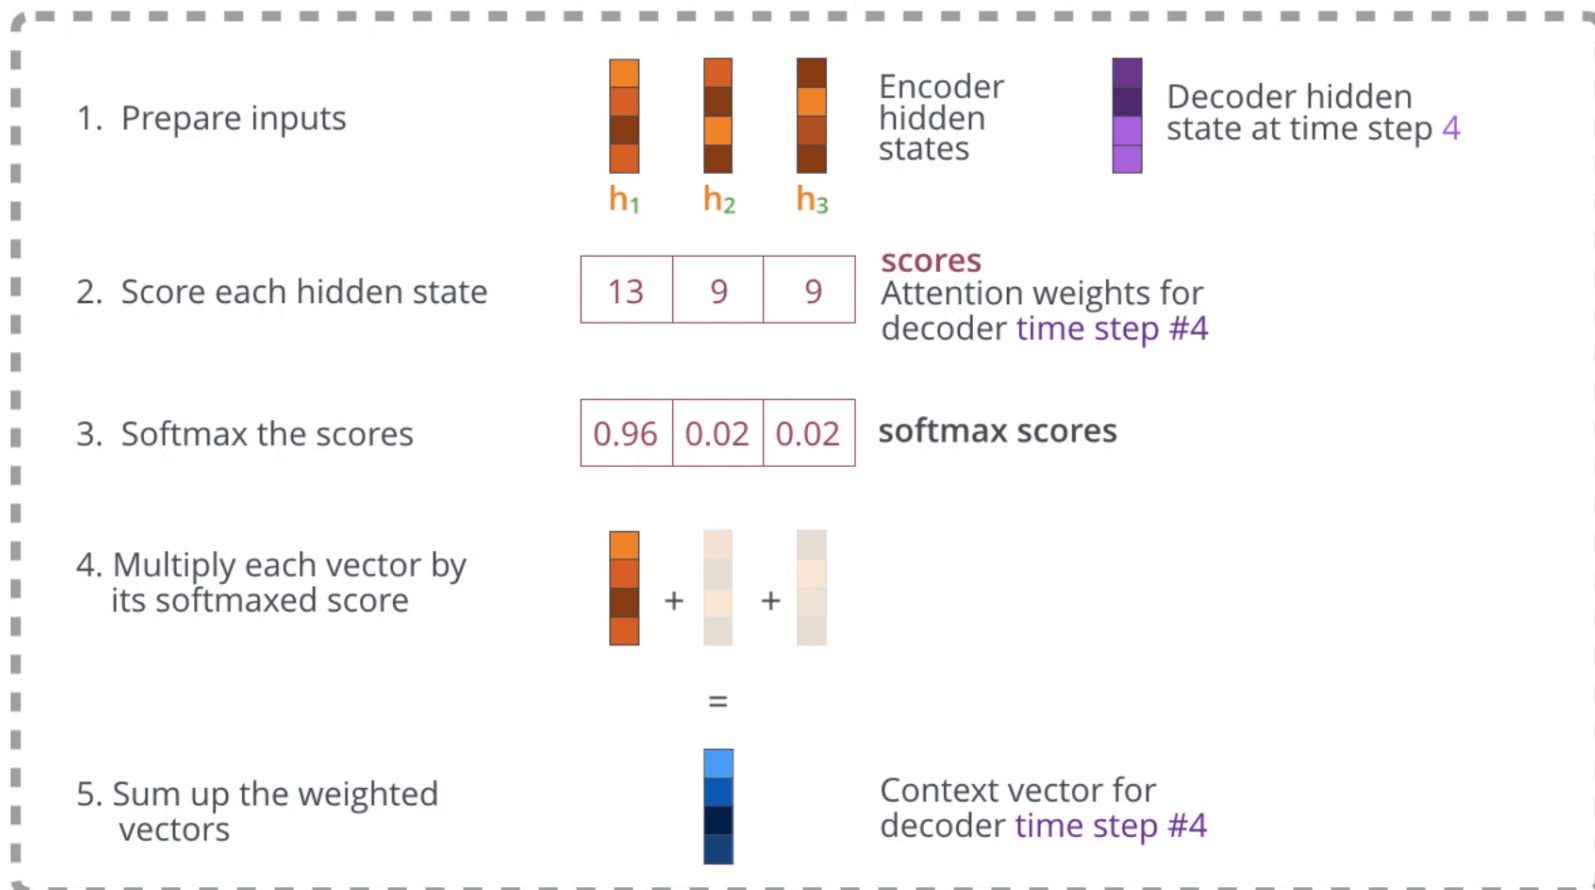 1. Prepare inputs
Encoder
hidden
states
Decoder hidden
state at time step 4
h1 h2 h3
2. Score each hidden state
13 9 9
scores
Attention weights for
decoder time step #4
3. Softmax the scores
0.96 0.02 0.02
softmax scores
4. Multiply each vector by
its softmaxed score
+ +
=
5. Sum up the weighted
vectors
Context vector for
decoder time step #4